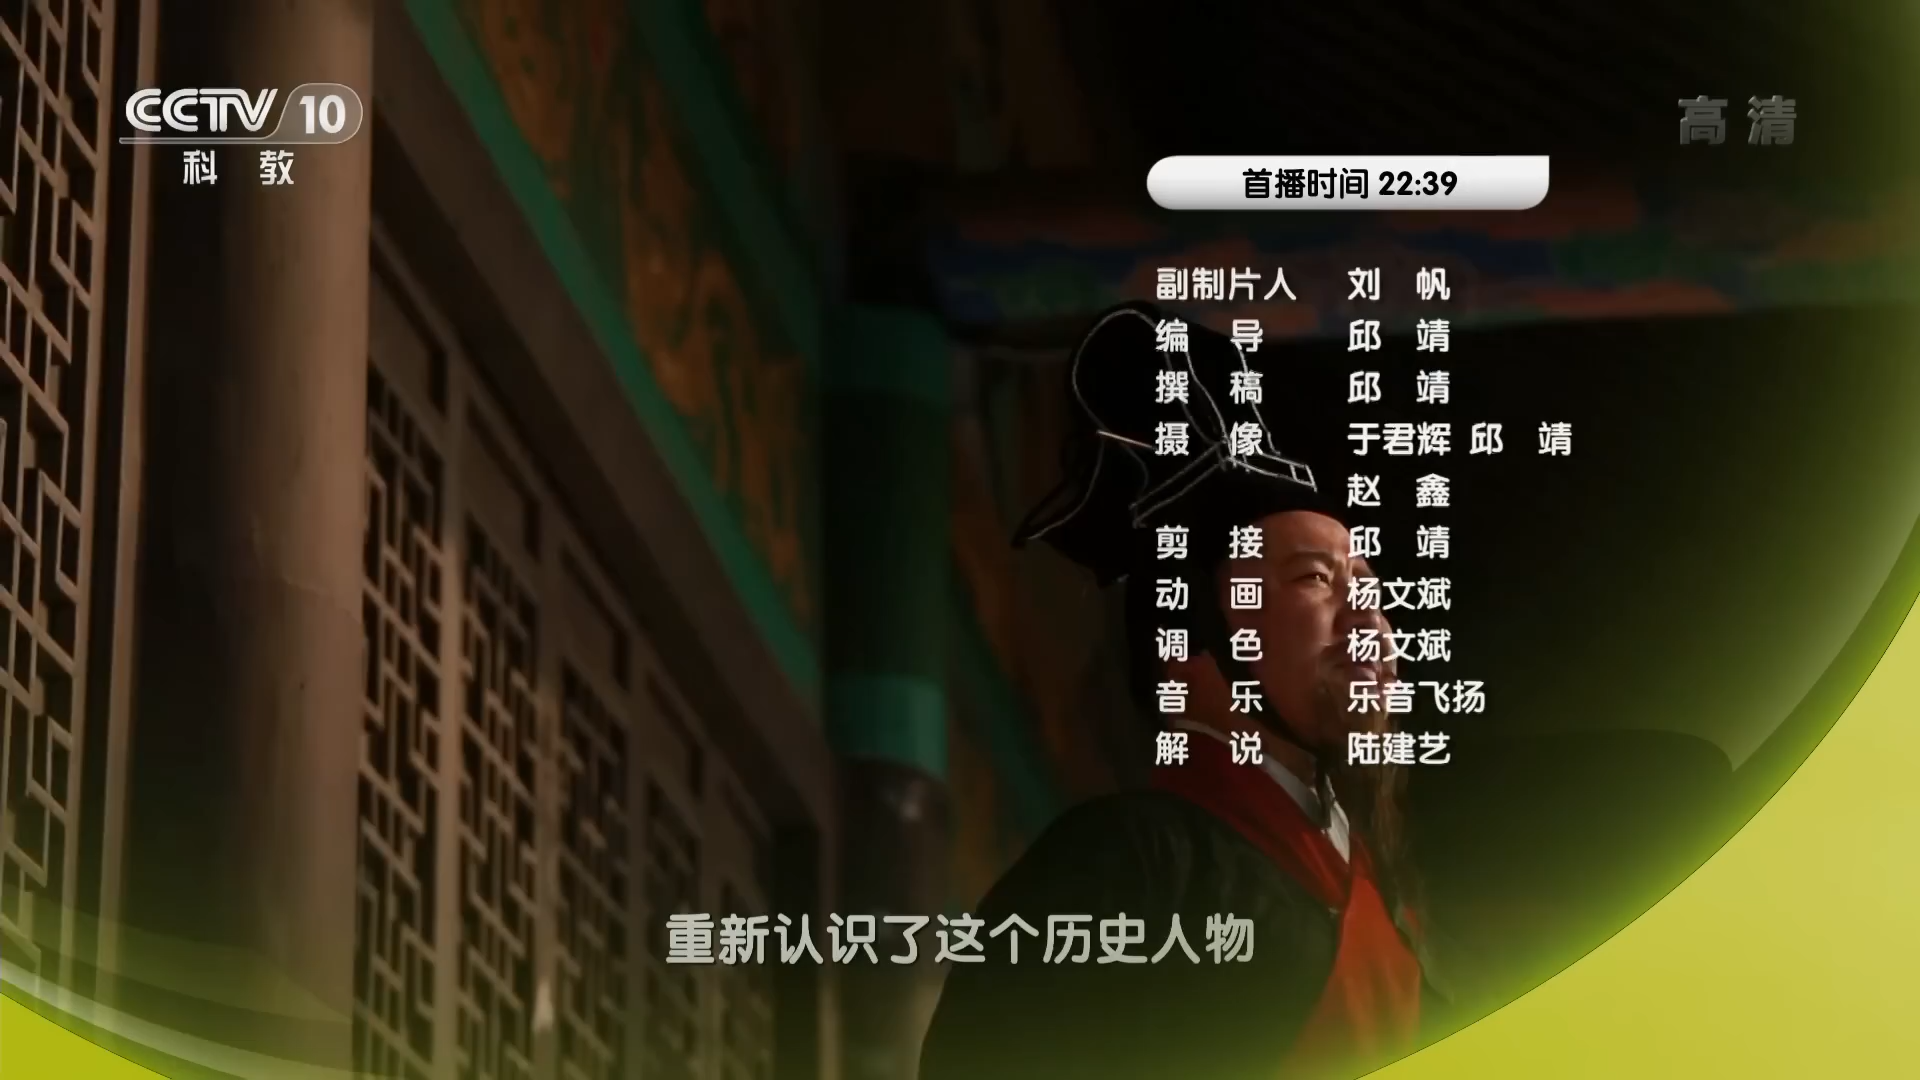 CCTV 10
科 教
高 清
首播时间 22:39
副制片人 刘 帆
编 导 邱 靖
撰 稿 邱 靖
摄 像 于君辉 邱 靖
赵 鑫
剪 接 邱 靖
动 画 杨文斌
调 色 杨文斌
音 乐 乐音飞扬
解 说 陆建艺
重新认识了这个历史人物